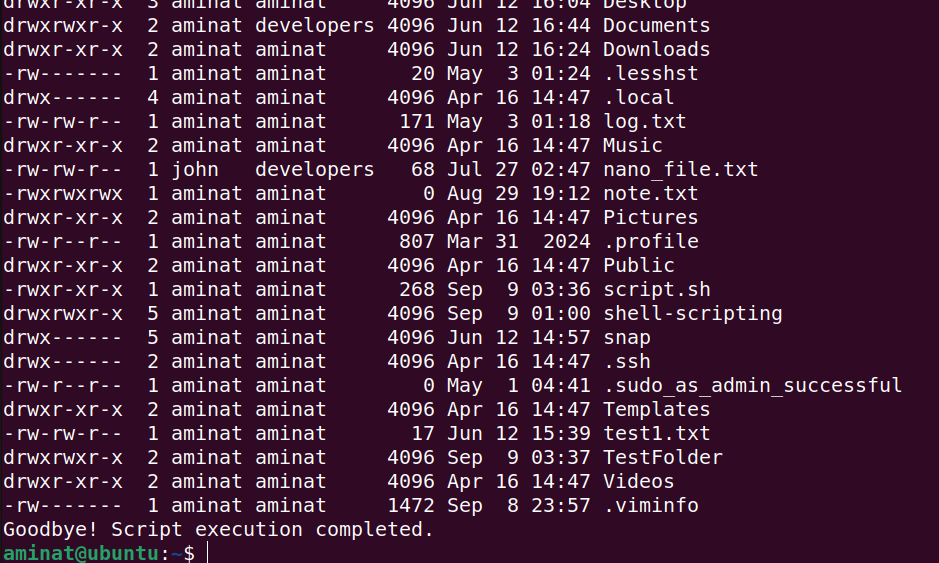 drwxr-xr-x  3 aminat aminat     4096 Jun 12 16:04 Desktop
drwxrwxr-x  2 aminat developers 4096 Jun 12 16:44 Documents
drwxr-xr-x  2 aminat aminat     4096 Jun 12 16:24 Downloads
-rw-------  1 aminat aminat       20 May  3 01:24 .lesshst
drwx------  4 aminat aminat     4096 Apr 16 14:47 .local
-rw-rw-r--  1 aminat aminat      171 May  3 01:18 log.txt
drwxr-xr-x  2 aminat aminat     4096 Apr 16 14:47 Music
-rw-rw-r--  1 john   developers   68 Jul 27 02:47 nano_file.txt
-rwxrwxrwx  1 aminat aminat        0 Aug 29 19:12 note.txt
drwxr-xr-x  2 aminat aminat     4096 Apr 16 14:47 Pictures
-rw-r--r--  1 aminat aminat      807 Mar 31  2024 .profile
drwxr-xr-x  2 aminat aminat     4096 Apr 16 14:47 Public
-rwxr-xr-x  1 aminat aminat      268 Sep  9 03:36 script.sh
drwxrwxr-x  5 aminat aminat     4096 Sep  9 01:00 shell-scripting
drwx------  5 aminat aminat     4096 Jun 12 14:57 snap
drwx------  2 aminat aminat     4096 Apr 16 14:47 .ssh
-rw-r--r--  1 aminat aminat        0 May  1 04:41 .sudo_as_admin_successful
drwxr-xr-x  2 aminat aminat     4096 Apr 16 14:47 Templates
-rw-rw-r--  1 aminat aminat       17 Jun 12 15:39 test1.txt
drwxrwxr-x  2 aminat aminat     4096 Sep  9 03:37 TestFolder
drwxr-xr-x  2 aminat aminat     4096 Apr 16 14:47 Videos
-rw-------  1 aminat aminat     1472 Sep  8 23:57 .viminfo
Goodbye! Script execution completed.
aminat@ubuntu:~$